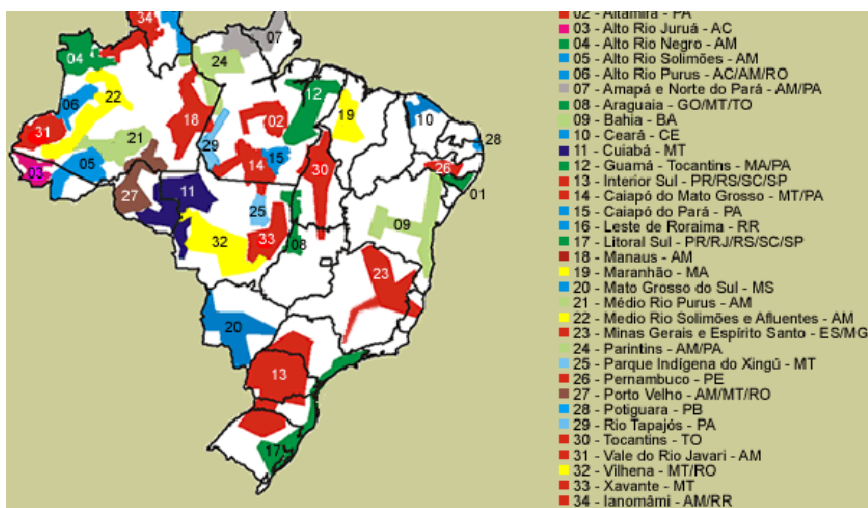 34
07
04
24
22
06
12
18
02
19
10
31
21
29
28
15
14
05
30
26
03
27
11
01
25
09
32
33
08
23
20
13
17
02 - Altamira - PA
03 - Alto Rio Juruá - AC
04 - Alto Rio Negro - AM
05 - Alto Rio Solimões - AM
06 - Alto Rio Purus - AC/AM/RO
07 - Amapá e Norte do Pará - AM/PA
08 - Araguaia - GO/MT/TO
09 - Bahia - BA
10 - Ceará - CE
11 - Cuiabá - MT
12 - Guamá - Tocantins - MA/PA
13 - Interior Sul - PR/RS/SC/SP
14 - Caiapó do Mato Grosso - MT/PA
15 - Caiapó do Pará - PA
16 - Leste de Roraima - RR
17 - Litoral Sul - PR/RJ/RS/SC/SP
18 - Manaus - AM
19 - Maranhão - MA
20 - Mato Grosso do Sul - MS
21 - Médio Rio Purus - AM
22 - Medio Rio Solimões e Afluentes - AM
23 - Minas Gerais e Espírito Santo - ES/MG
24 - Parintins - AM/PA
25 - Parque Indígena do Xingú - MT
26 - Pernambuco - PE
27 - Porto Velho - AM/MT/RO
28 - Potiguara - PB
29 - Rio Tapajós - PA
30 - Tocantins - TO
31 - Vale do Rio Javari - AM
32 - Vilhena - MT/RO
33 - Xavante - MT
34 - Ianomâmi - AM/RR